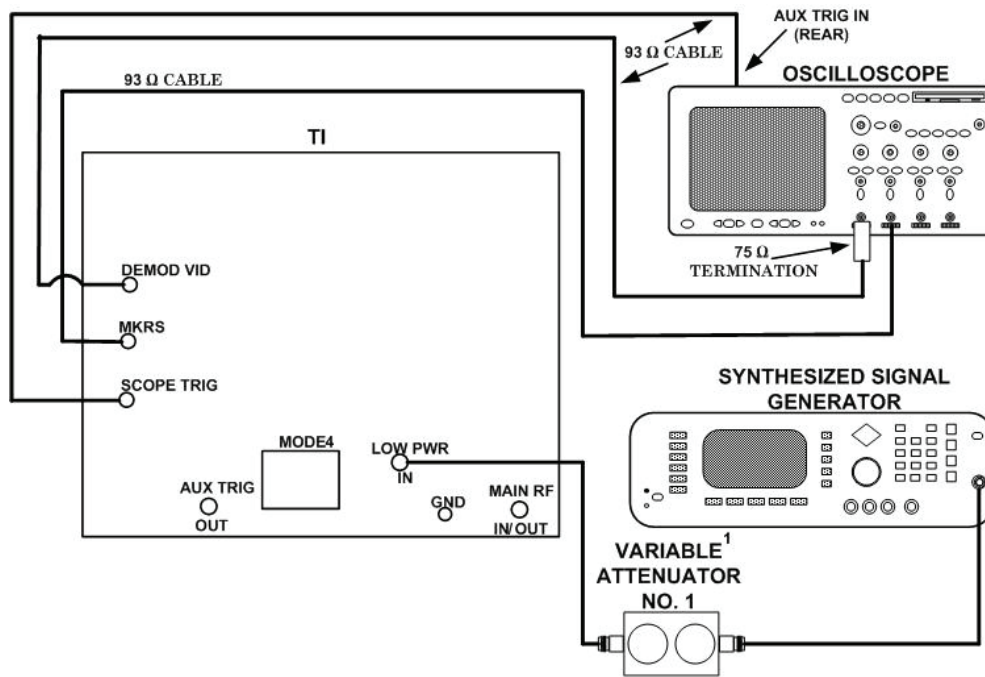 AUX TRIG IN
(REAR)
93 Ω CABLE
93 Ω CABLE
OSCILLOSCOPE
TI
75 Ω
TERMINATION
DEMOD VID
MKRS
SCOPE TRIG
SYNTHESIZED SIGNAL
GENERATOR
MODE4
LOW PWR
IN
AUX TRIG
OUT
GND
MAIN RF
IN/OUT
VARIABLE¹
ATTENUATOR
NO. 1